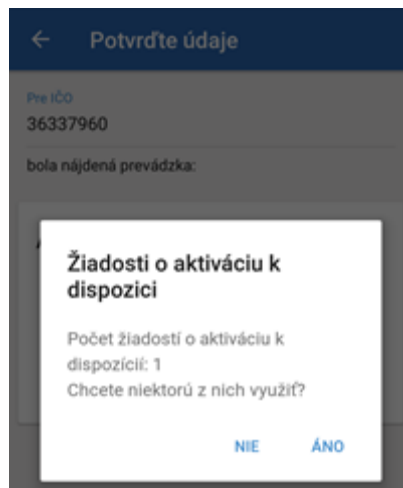 Potvrďte údaje
Pre IČO
36337960
bola nájdená prevádzka:
Žiadosti o aktiváciu k
dispozici
Počet žiadostí o aktiváciu k
dispozícií: 1
Chcete niektorú z nich využiť?
NIE ÁNO